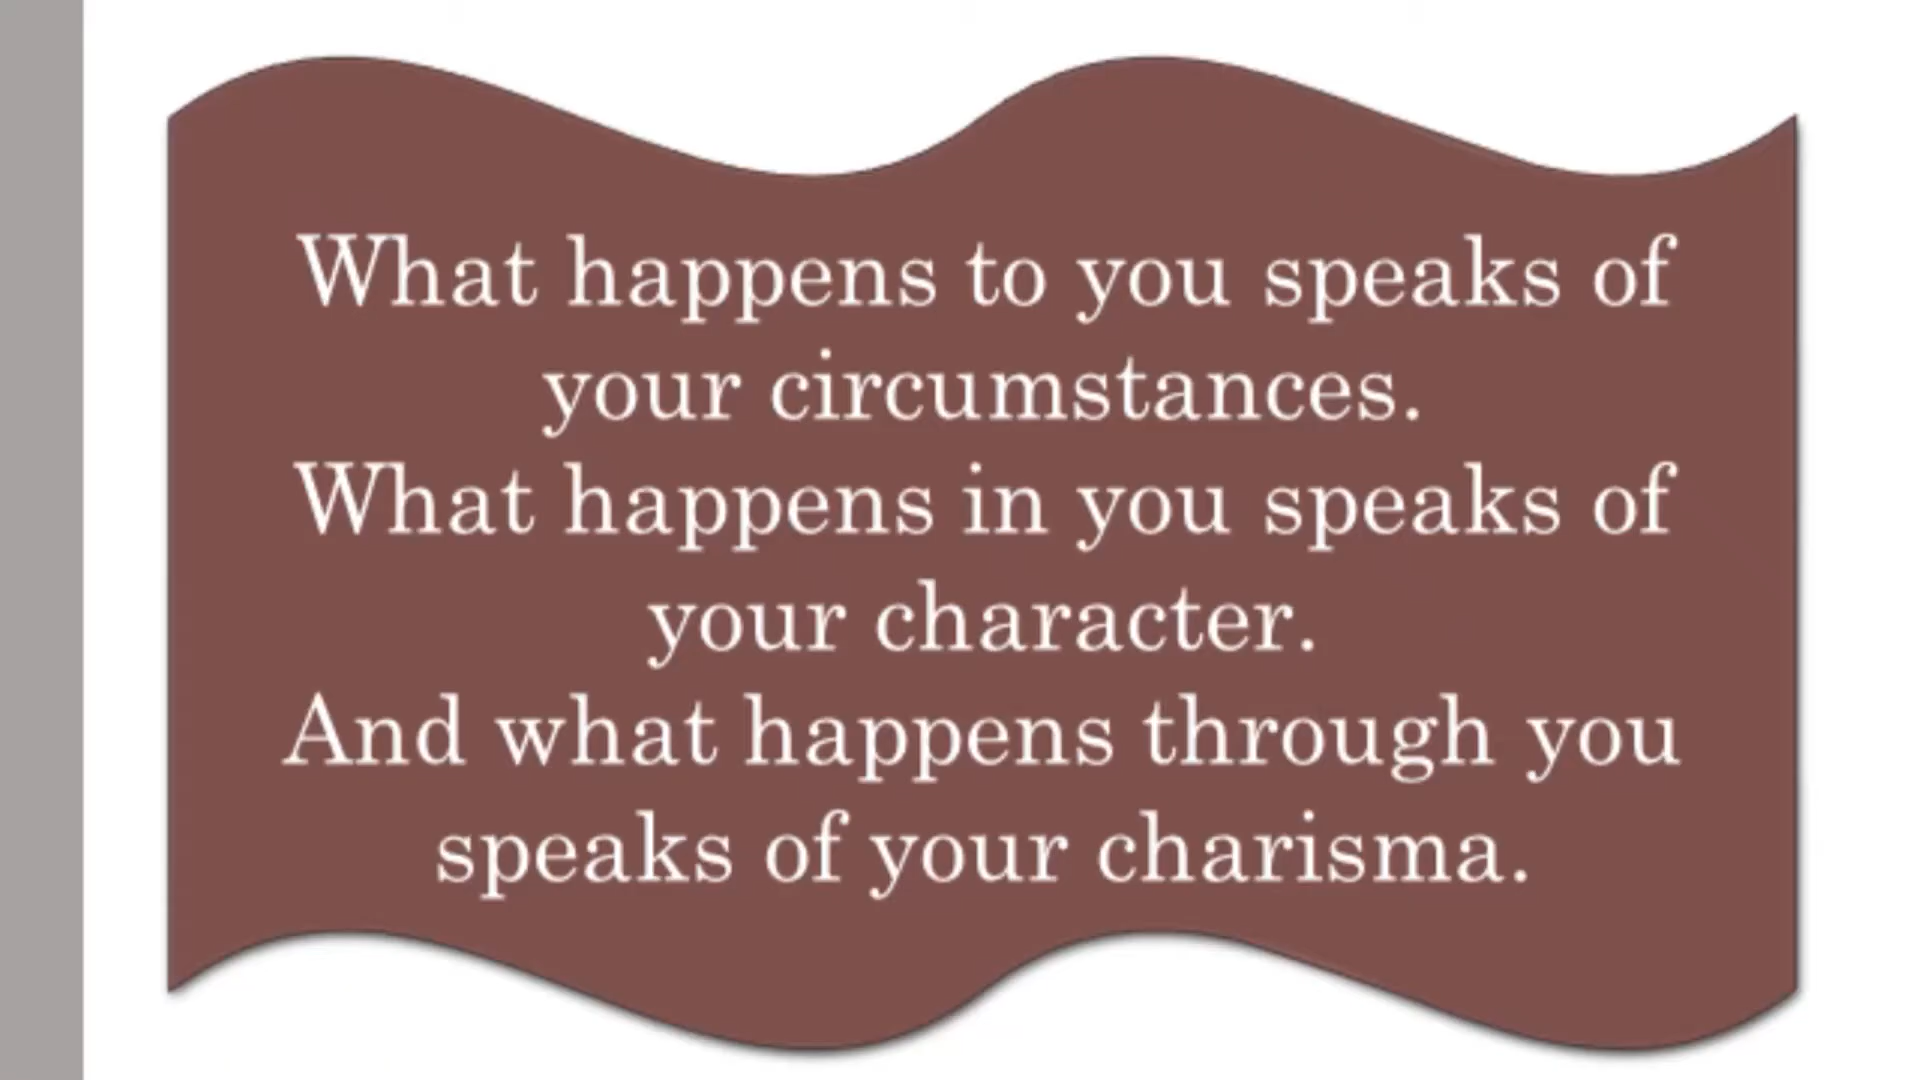 What happens to you speaks of
your circumstances.
What happens in you speaks of
your character.
And what happens through you
speaks of your charisma.